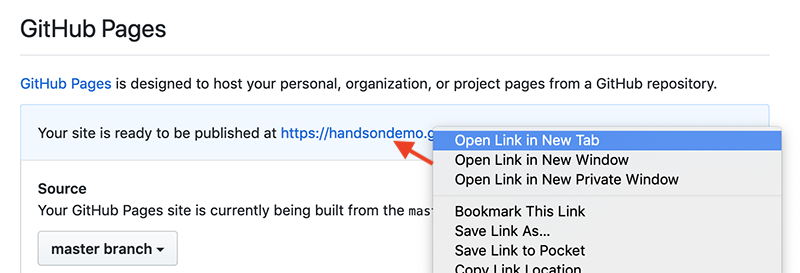 GitHub Pages
GitHub Pages is designed to host your personal, organization, or project pages from a GitHub repository.
Your site is ready to be published at https://handsondemo.g
Open Link in New Tab
Open Link in New Window
Open Link in New Private Window
Source
Your GitHub Pages site is currently being built from the mas
Bookmark This Link
Save Link As...
master branch
Save Link to Pocket
Copy Link Location